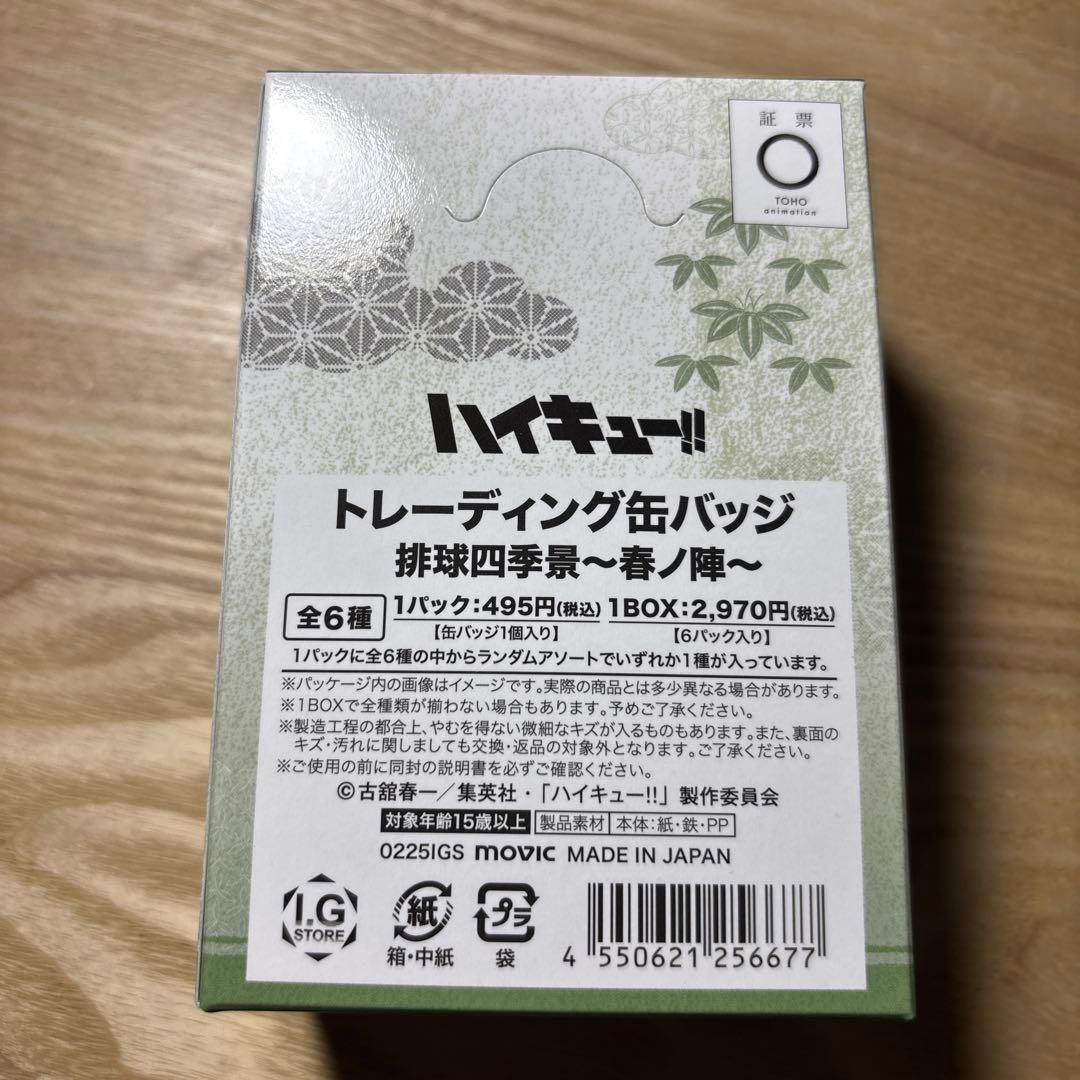 証票
TOHO
animation
ハイキュー!!
トレーディング缶バッジ
排球四季景～春ノ陣～
全6種
1パック：495円(税込) 1BOX：2,970円(税込)
【缶バッジ1個入り】 【6パック入り】
1パックに全6種の中からランダムアソートでいずれか1種が入っています。
※パッケージ内の画像はイメージです。実際の商品とは多少異なる場合があります。
※1BOXで全種類が揃わない場合もあります。予めご了承ください。
※製造工程の都合上、やむを得ない微細なキズが入るものもあります。また、裏面の
キズ・汚れに関しましても交換・返品の対象外となります。ご了承ください。
※ご使用の前に同封の説明書を必ずご確認ください。
©古舘春一／集英社・「ハイキュー!!」製作委員会
対象年齢15歳以上 製品素材 本体：紙・鉄・PP
0225IGS movic MADE IN JAPAN
I.G
STORE
紙
箱・中紙
プラ
袋
4 550621 256677